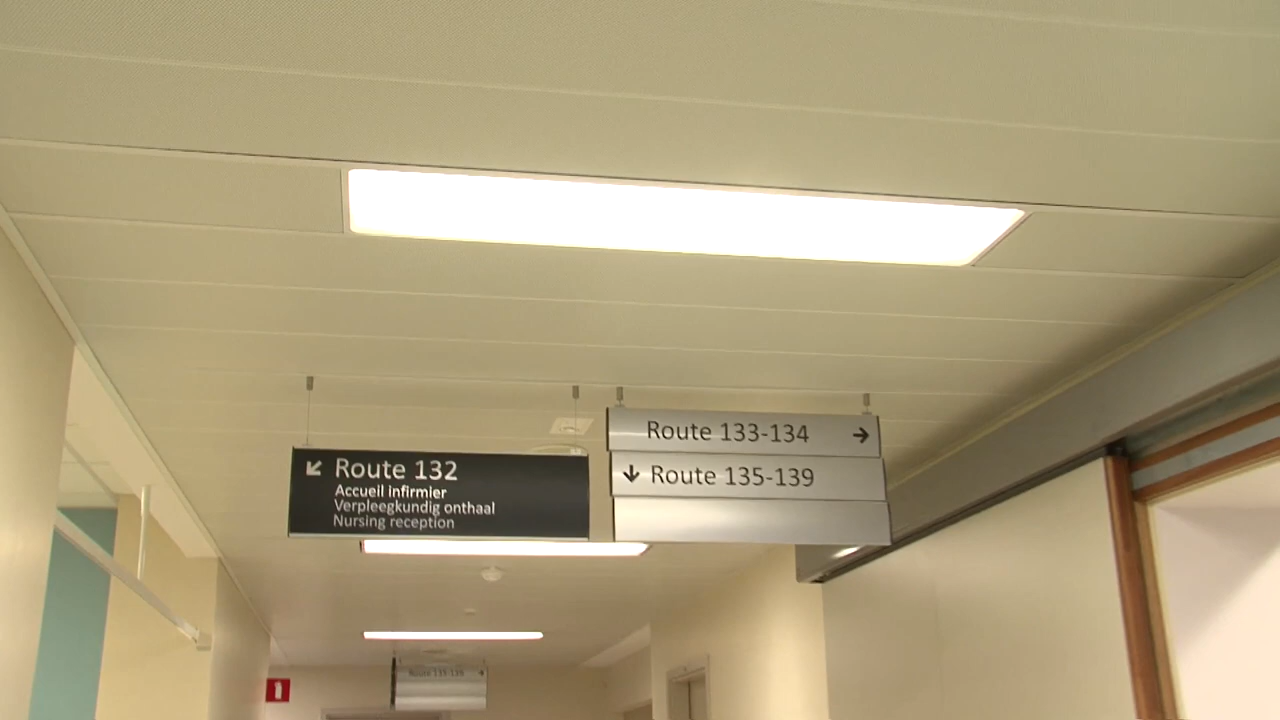 Route 132
Accueil infirmier
Verpleegkundig onthaal
Nursing reception
Route 133-134
Route 135-139